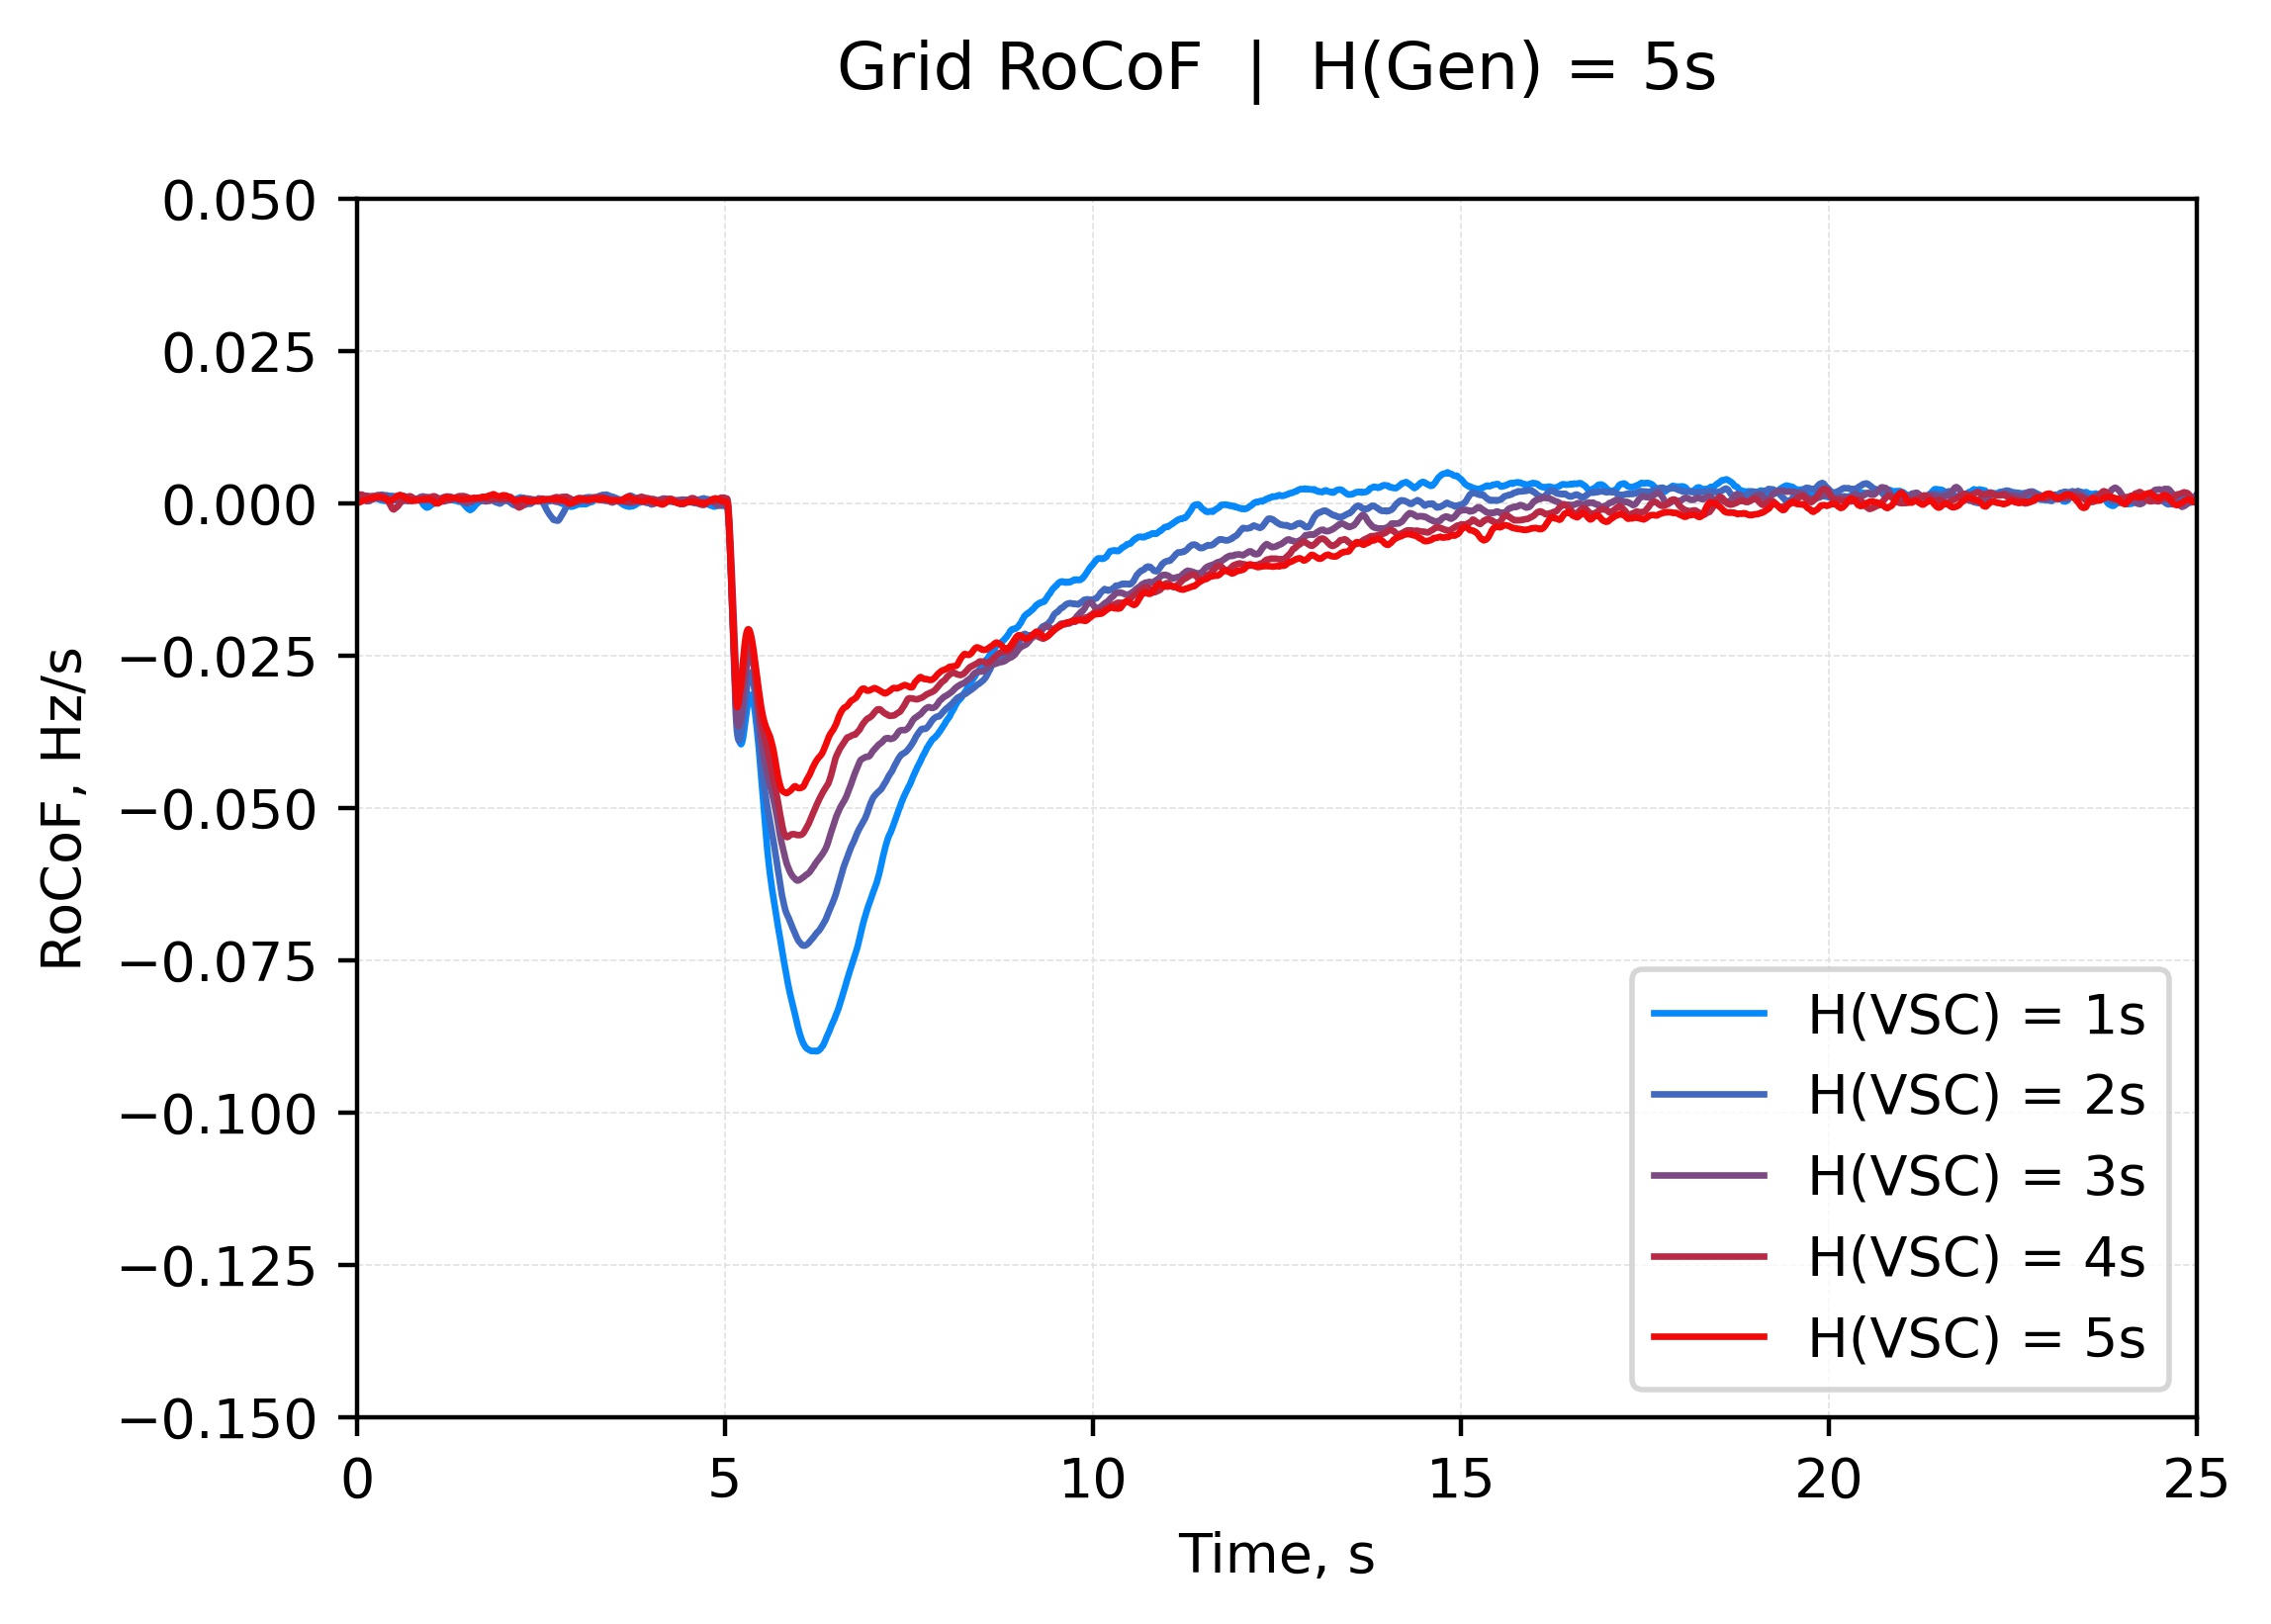 Grid RoCoF | H(Gen) = 5s
0.050
0.025
0.000
−0.025
−0.050
−0.075
−0.100
−0.125
−0.150
RoCoF, Hz/s
H(VSC) = 1s
H(VSC) = 2s
H(VSC) = 3s
H(VSC) = 4s
H(VSC) = 5s
0 5 10 15 20 25
Time, s